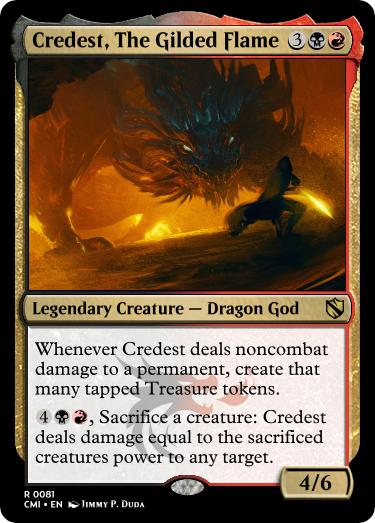 Credest, The Gilded Flame 3
Legendary Creature — Dragon God
Whenever Credest deals noncombat
damage to a permanent, create that
many tapped Treasure tokens.
4, Sacrifice a creature: Credest
deals damage equal to the sacrificed
creatures power to any target.
4/6
R 0081
CMI • EN Jimmy P. Duda